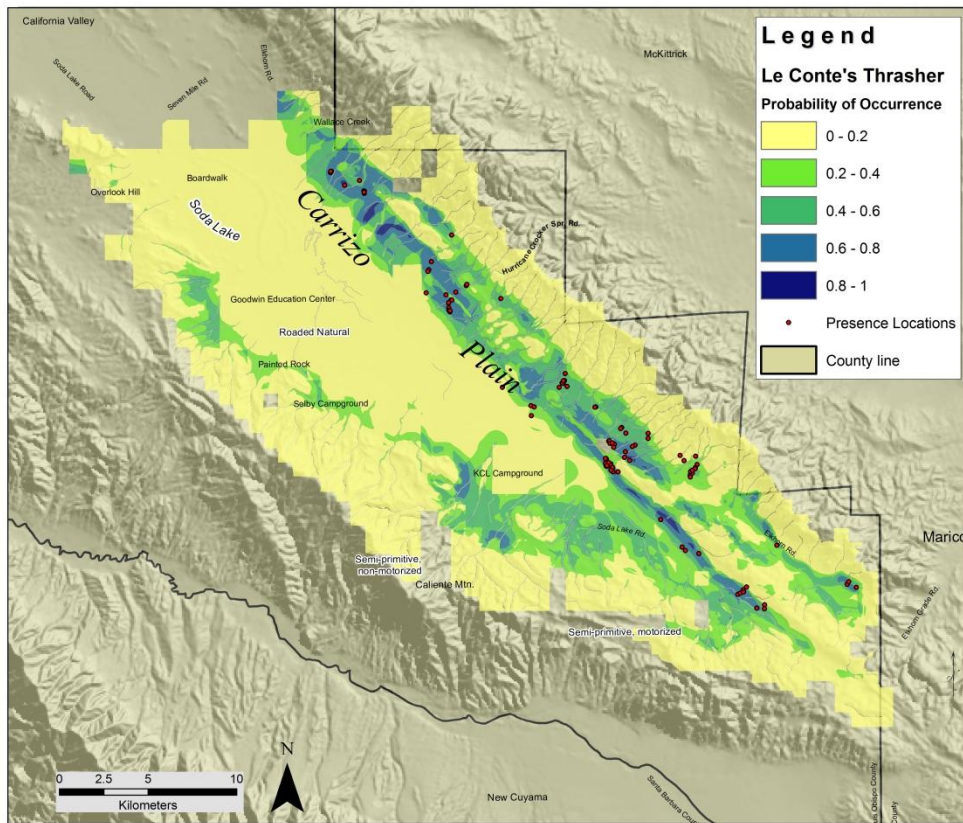 California Valley
Soda Lake Road
Seven Mile Rd
Elkhorn Rd.
McKittrick
Wallace Creek
Boardwalk
Overlook Hill
Soda Lake
Carrizo
Plain
Hurricane
Crocker Spr. Rd.
Goodwin Education Center
Roaded Natural
Painted Rock
Selby Campground
KCL Campground
Soda Lake Rd.
Elkhorn Rd.
Marico
Semi-primitive,
non-motorized
Caliente Mtn.
Semi-primitive, motorized
Elkhorn Grade Rd.
New Cuyama
N
0 2.5 5 10
Kilometers
Legend
Le Conte's Thrasher
Probability of Occurrence
0 - 0.2
0.2 - 0.4
0.4 - 0.6
0.6 - 0.8
0.8 - 1
Presence Locations
County line